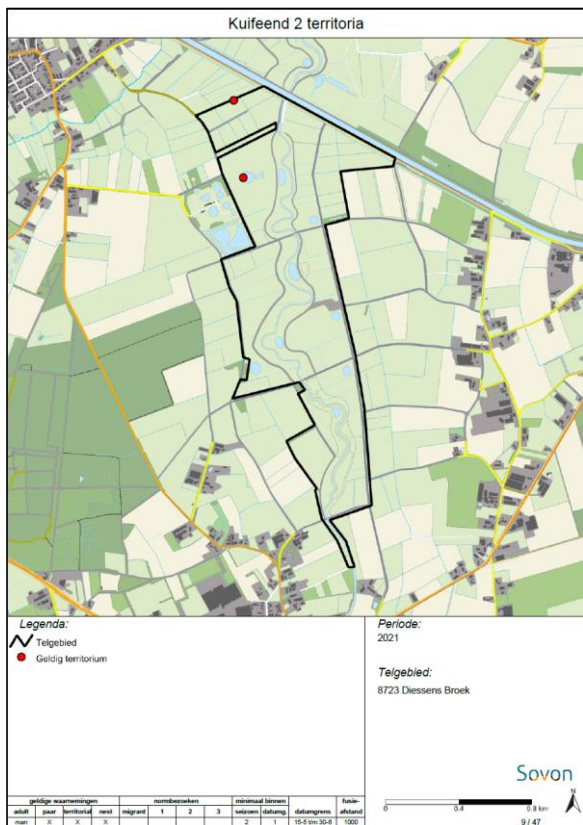 Kuifeend 2 territoria
Legenda:
Telgebied
Geldig territorium
Periode:
2021
Telgebied:
8723 Diessens Broek
Sovon
0 0.4 0.8 km
9 / 47
geldige waarnemingen normbezoeken minimaal binnen fusie-
adult paar territoriaal nest migrant 1 2 3 seizoen datumg. datumgrens afstand
man X X X 2 1 15-5 t/m 30-6 1000
N